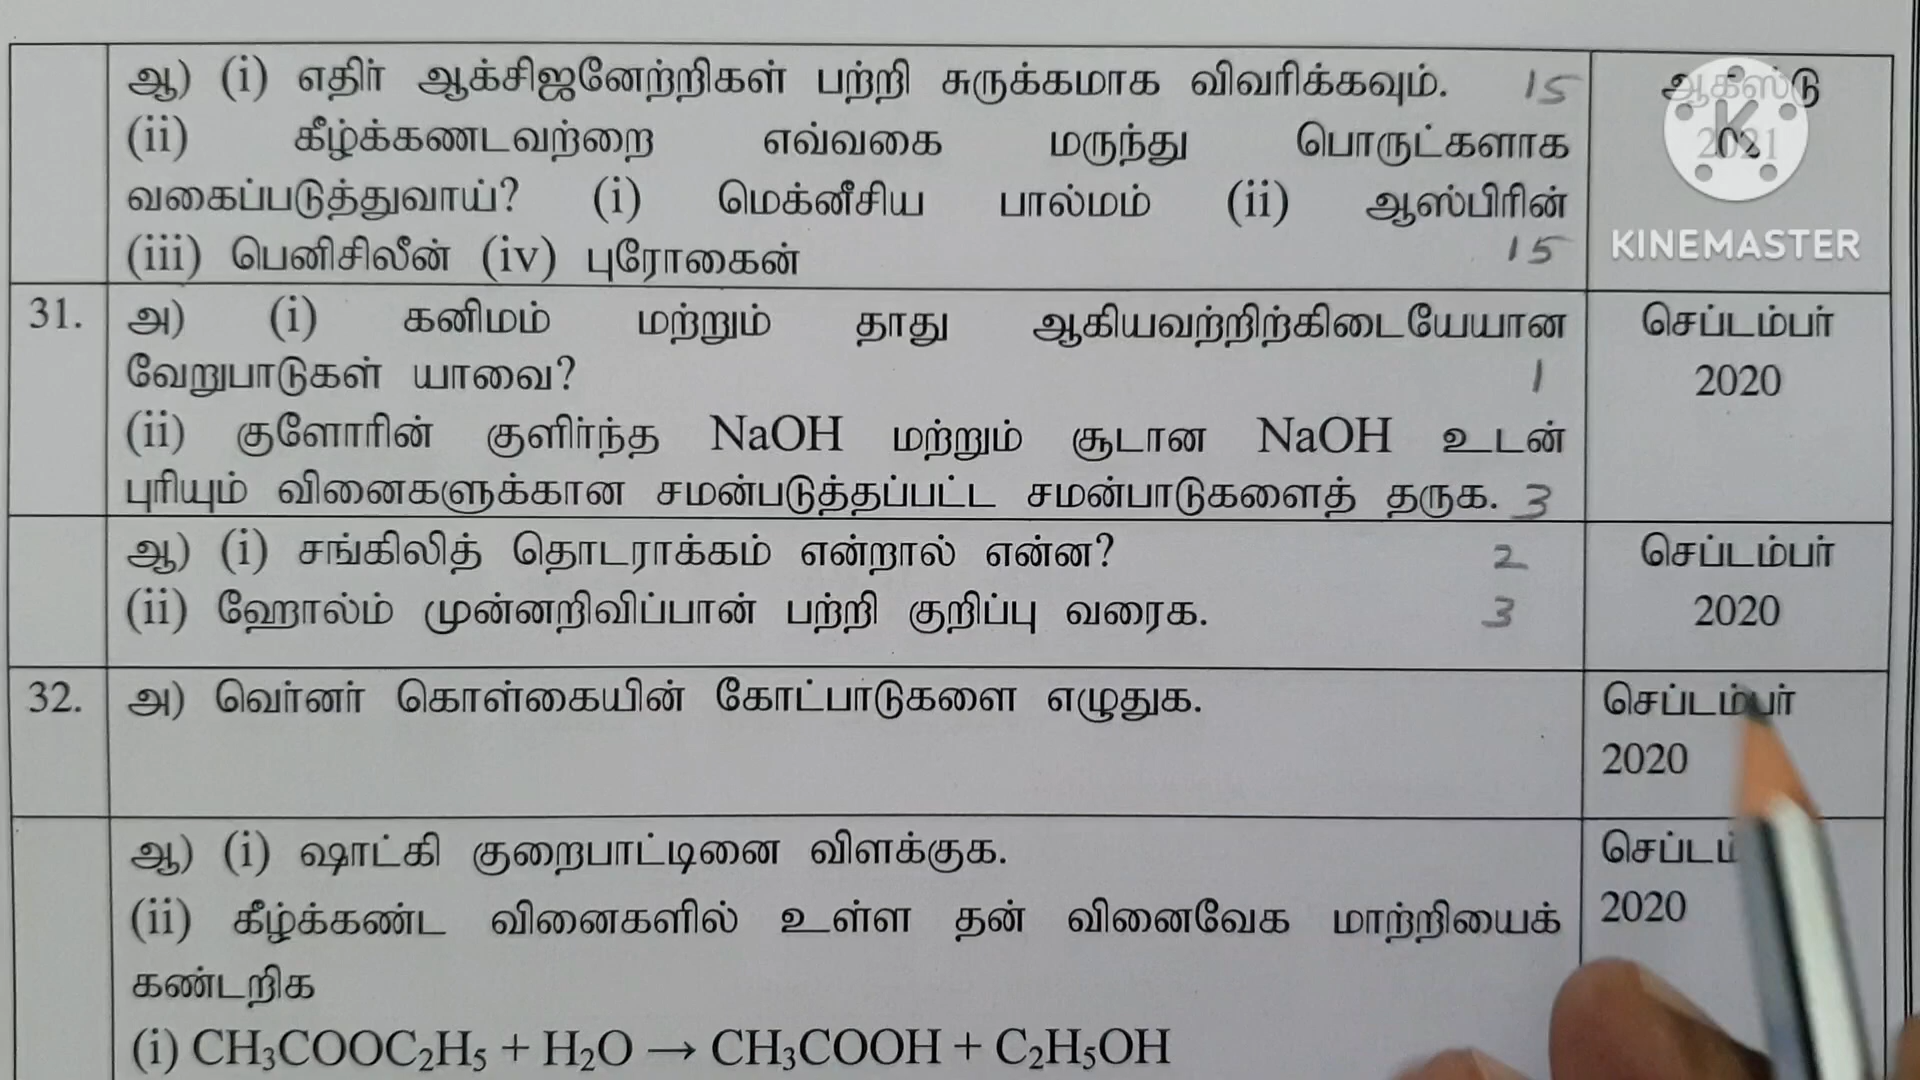 ஆ) (i) எதிர் ஆக்சிஜனேற்றிகள் பற்றி சுருக்கமாக விவரிக்கவும். 15
ஆகஸ்டு
2021
K
KINEMASTER
(ii) கீழ்க்கணடவற்றை எவ்வகை மருந்து பொருட்களாக
வகைப்படுத்துவாய்? (i) மெக்னீசிய பால்மம் (ii) ஆஸ்பிரின்
(iii) பெனிசிலீன் (iv) புரோகைன் 15
31. அ) (i) கனிமம் மற்றும் தாது ஆகியவற்றிற்கிடையேயான
வேறுபாடுகள் யாவை? 1
செப்டம்பர்
2020
(ii) குளோரின் குளிர்ந்த NaOH மற்றும் சூடான NaOH உடன்
புரியும் வினைகளுக்கான சமன்படுத்தப்பட்ட சமன்பாடுகளைத் தருக. 3
ஆ) (i) சங்கிலித் தொடராக்கம் என்றால் என்ன? 2
(ii) ஹோல்ம் முன்னறிவிப்பான் பற்றி குறிப்பு வரைக. 3
செப்டம்பர்
2020
32. அ) வெர்னர் கொள்கையின் கோட்பாடுகளை எழுதுக.
செப்டம்பர்
2020
ஆ) (i) ஷாட்கி குறைபாட்டினை விளக்குக.
2020
(ii) கீழ்க்கண்ட வினைகளில் உள்ள தன் வினைவேக மாற்றியைக்
கண்டறிக
(i) CH₃COOC₂H₅ + H₂O → CH₃COOH + C₂H₅OH